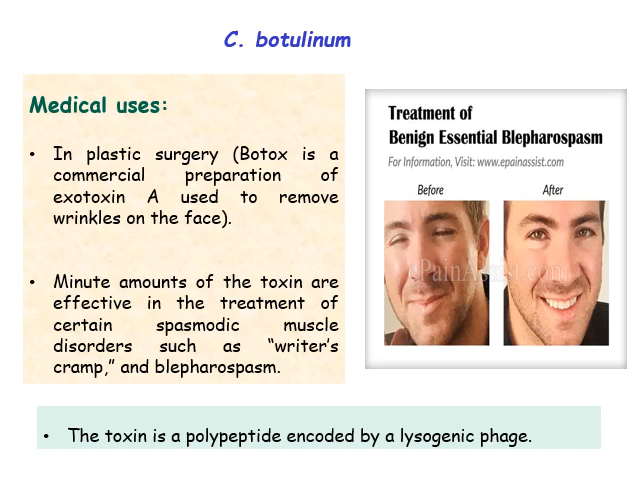 C. botulinum
Medical uses:
• In plastic surgery (Botox is a
commercial preparation of
exotoxin A used to remove
wrinkles on the face).
• Minute amounts of the toxin are
effective in the treatment of
certain spasmodic muscle
disorders such as “writer’s
cramp,” and blepharospasm.
Treatment of
Benign Essential Blepharospasm
For Information, Visit: www.epainassist.com
Before After
ePainAssist.com
• The toxin is a polypeptide encoded by a lysogenic phage.